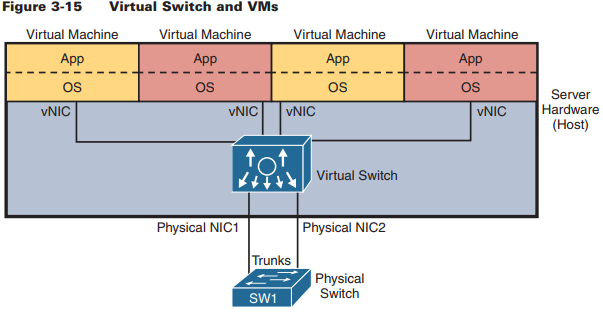 Figure 3-15 Virtual Switch and VMs
Virtual Machine Virtual Machine Virtual Machine Virtual Machine
App App App App
OS OS OS OS
vNIC vNIC vNIC vNIC
Server
Hardware
(Host)
Virtual Switch
Physical NIC1 Physical NIC2
Trunks
Physical
Switch
SW1